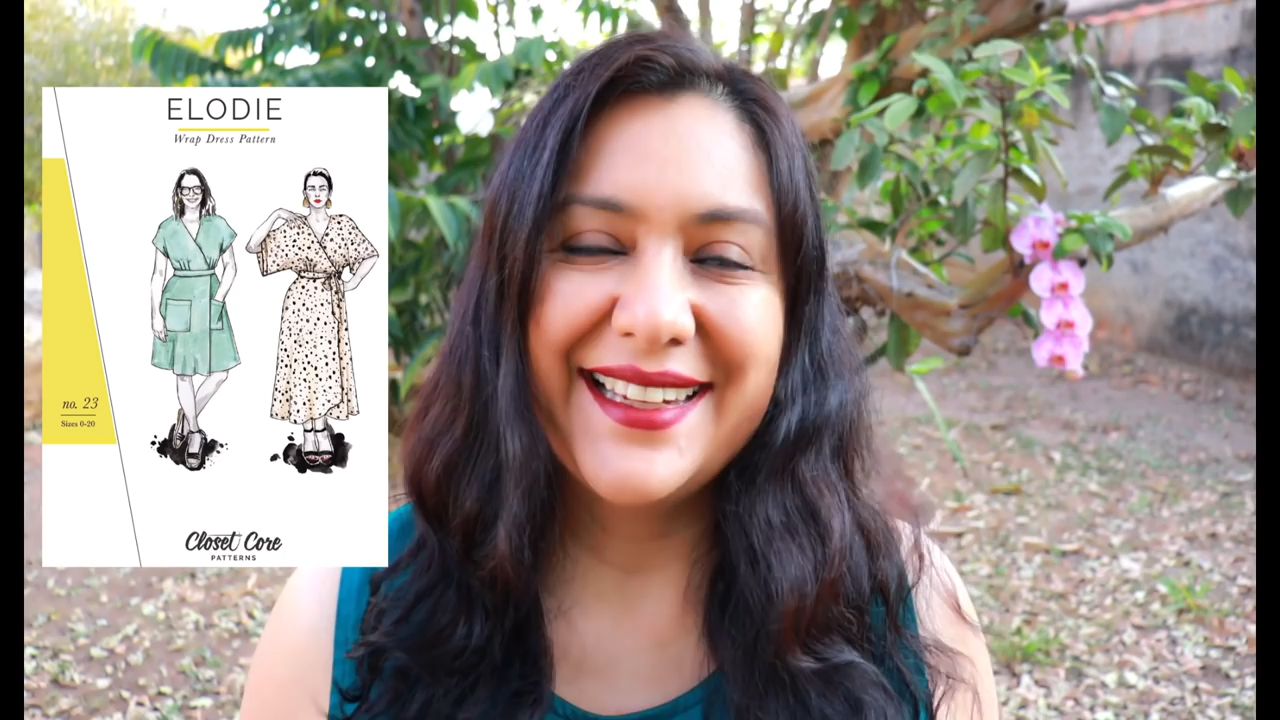 ELODIE
Wrap Dress Pattern
no. 23
Sizes 0-20
Closet Core
PATTERNS